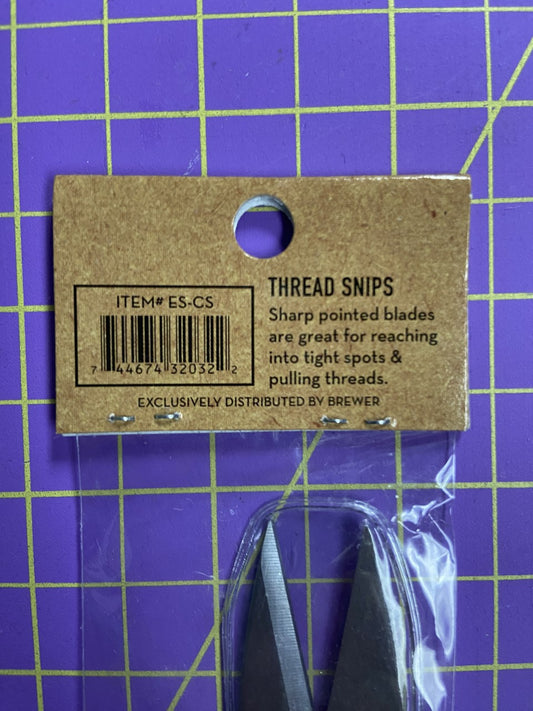 ITEM# ES-CS
7 44674 32032 2
THREAD SNIPS
Sharp pointed blades
are great for reaching
into tight spots &
pulling threads.
EXCLUSIVELY DISTRIBUTED BY BREWER